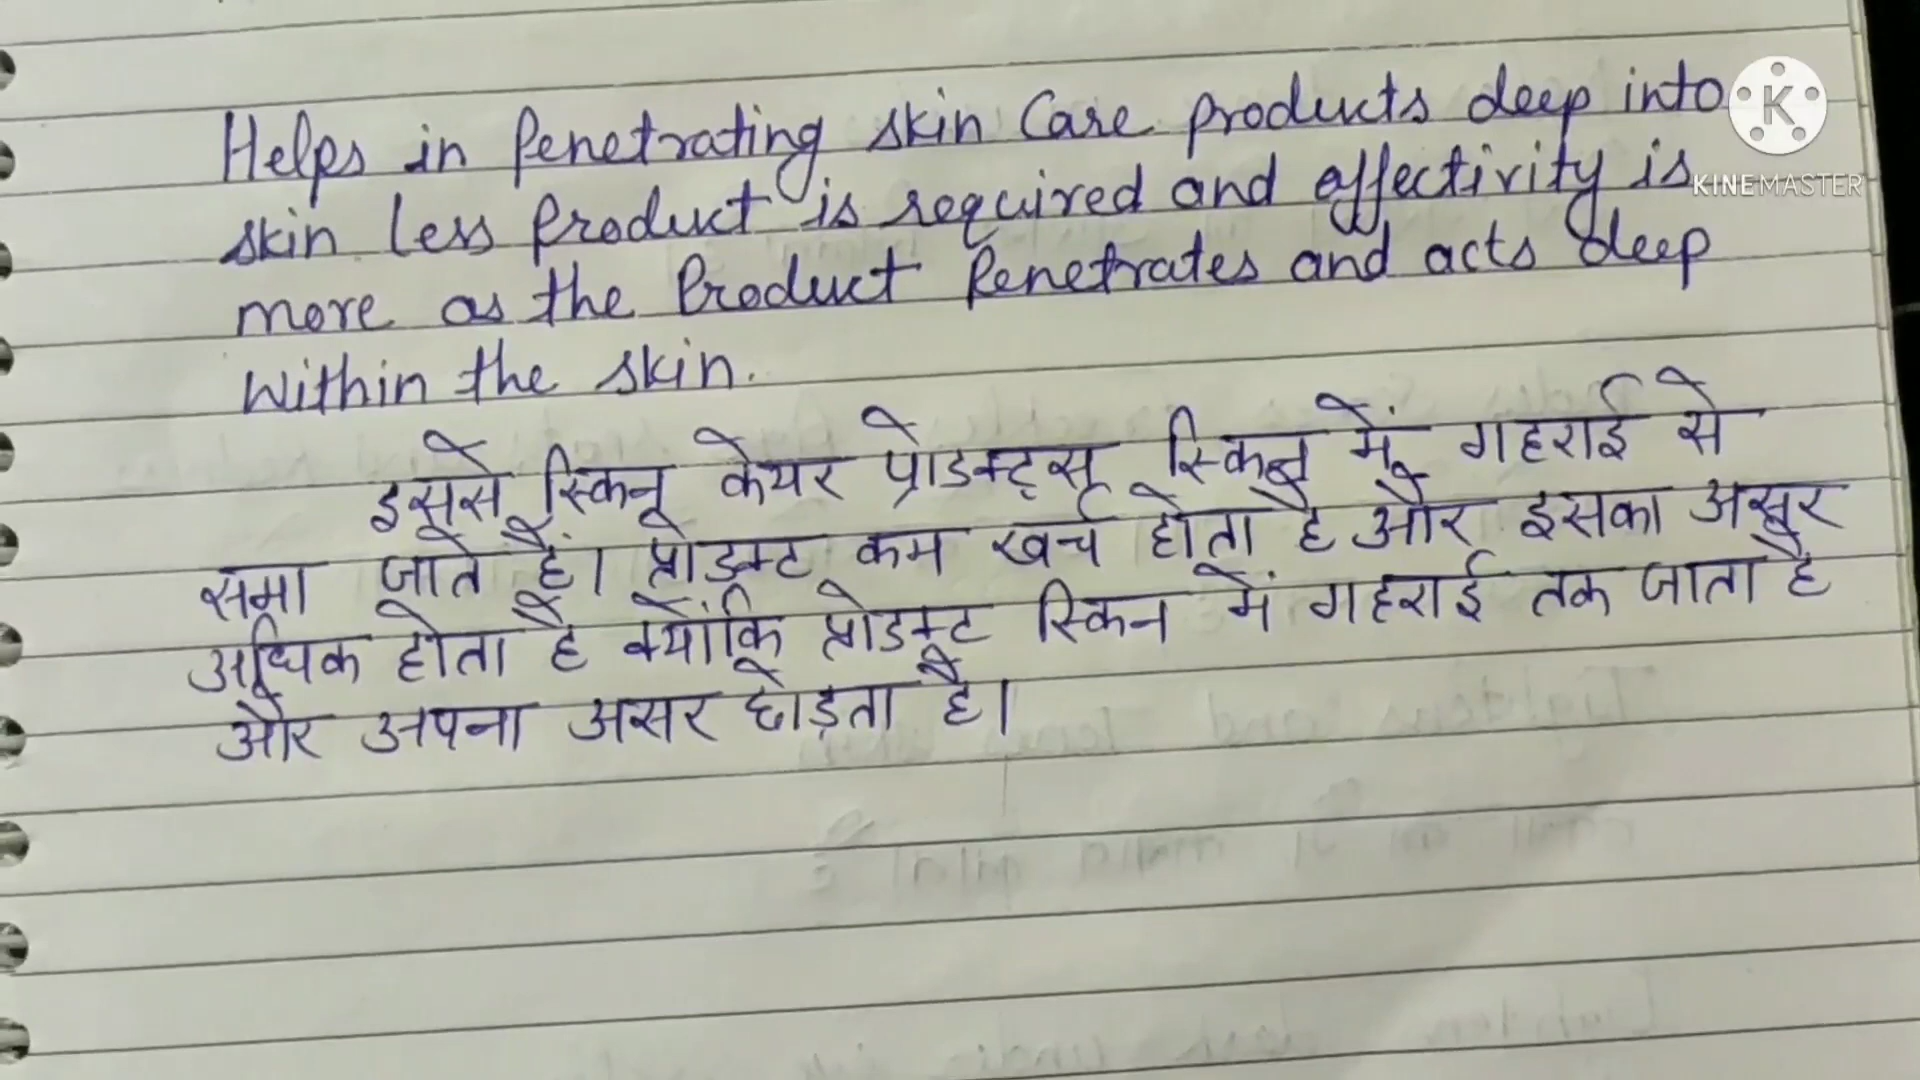 Helps in Penetrating skin Care products deep into
skin less Product is required and effectivity is
more as the Product Penetrates and acts deep
within the skin.
इससे स्किन केयर प्रोडक्ट्स स्किन में गहराई से
समा जाते हैं। प्रोडक्ट कम खर्च होता है और इसका असर
अधिक होता है क्योंकि प्रोडक्ट स्किन में गहराई तक जाता है
और अपना असर छोड़ता है।
K
KINEMASTER